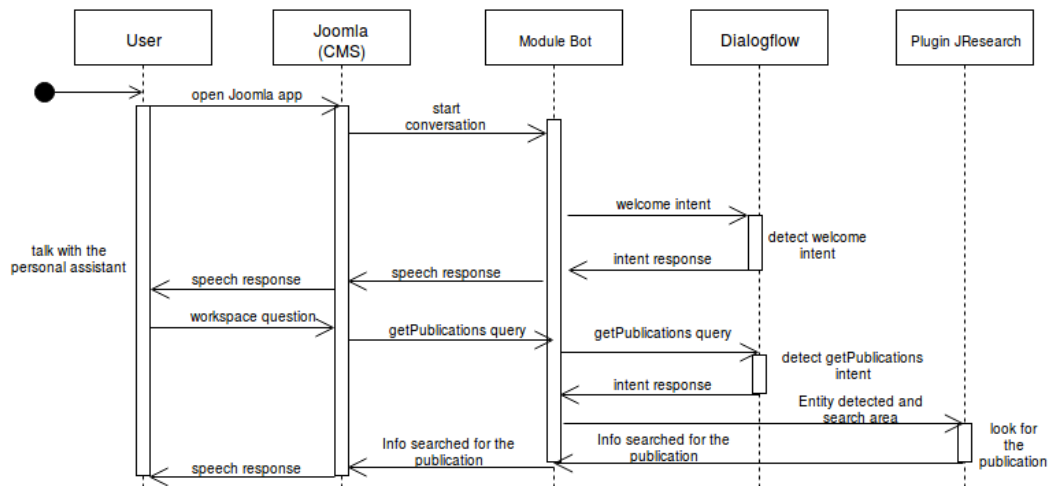 User
Joomla
(CMS)
Module Bot
Dialogflow
Plugin JResearch
open Joomla app
start
conversation
welcome intent
detect welcome
intent
talk with the
personal assistant
intent response
speech response
speech response
workspace question
getPublications query
getPublications query
detect getPublications
intent
intent response
Entity detected and
search area
look for
the
publication
Info searched for the
publication
Info searched for the
publication
speech response